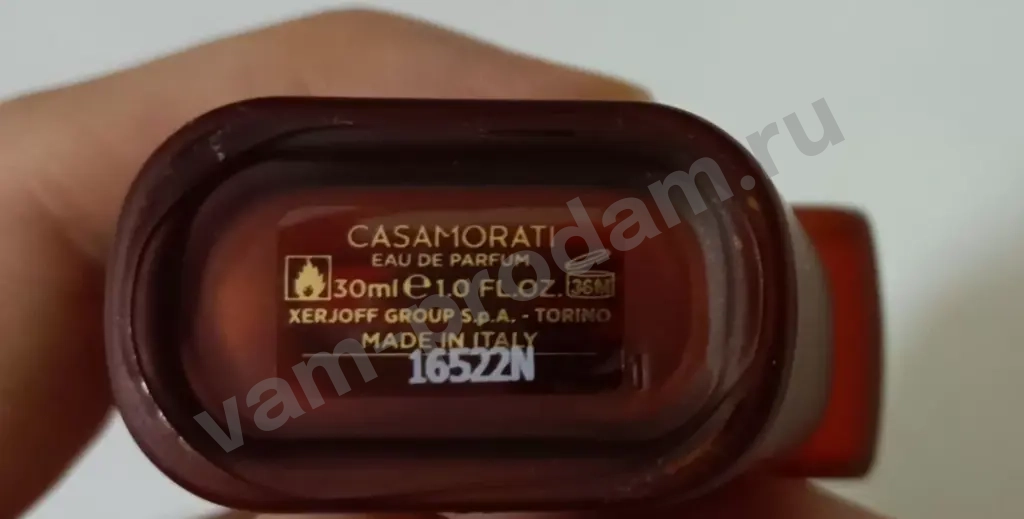 CASAMORATI
EAU DE PARFUM
30ml e 1.0 FL.OZ. 36M
XERJOFF GROUP S.p.A. - TORINO
MADE IN ITALY
16522N
vam-prodam.ru